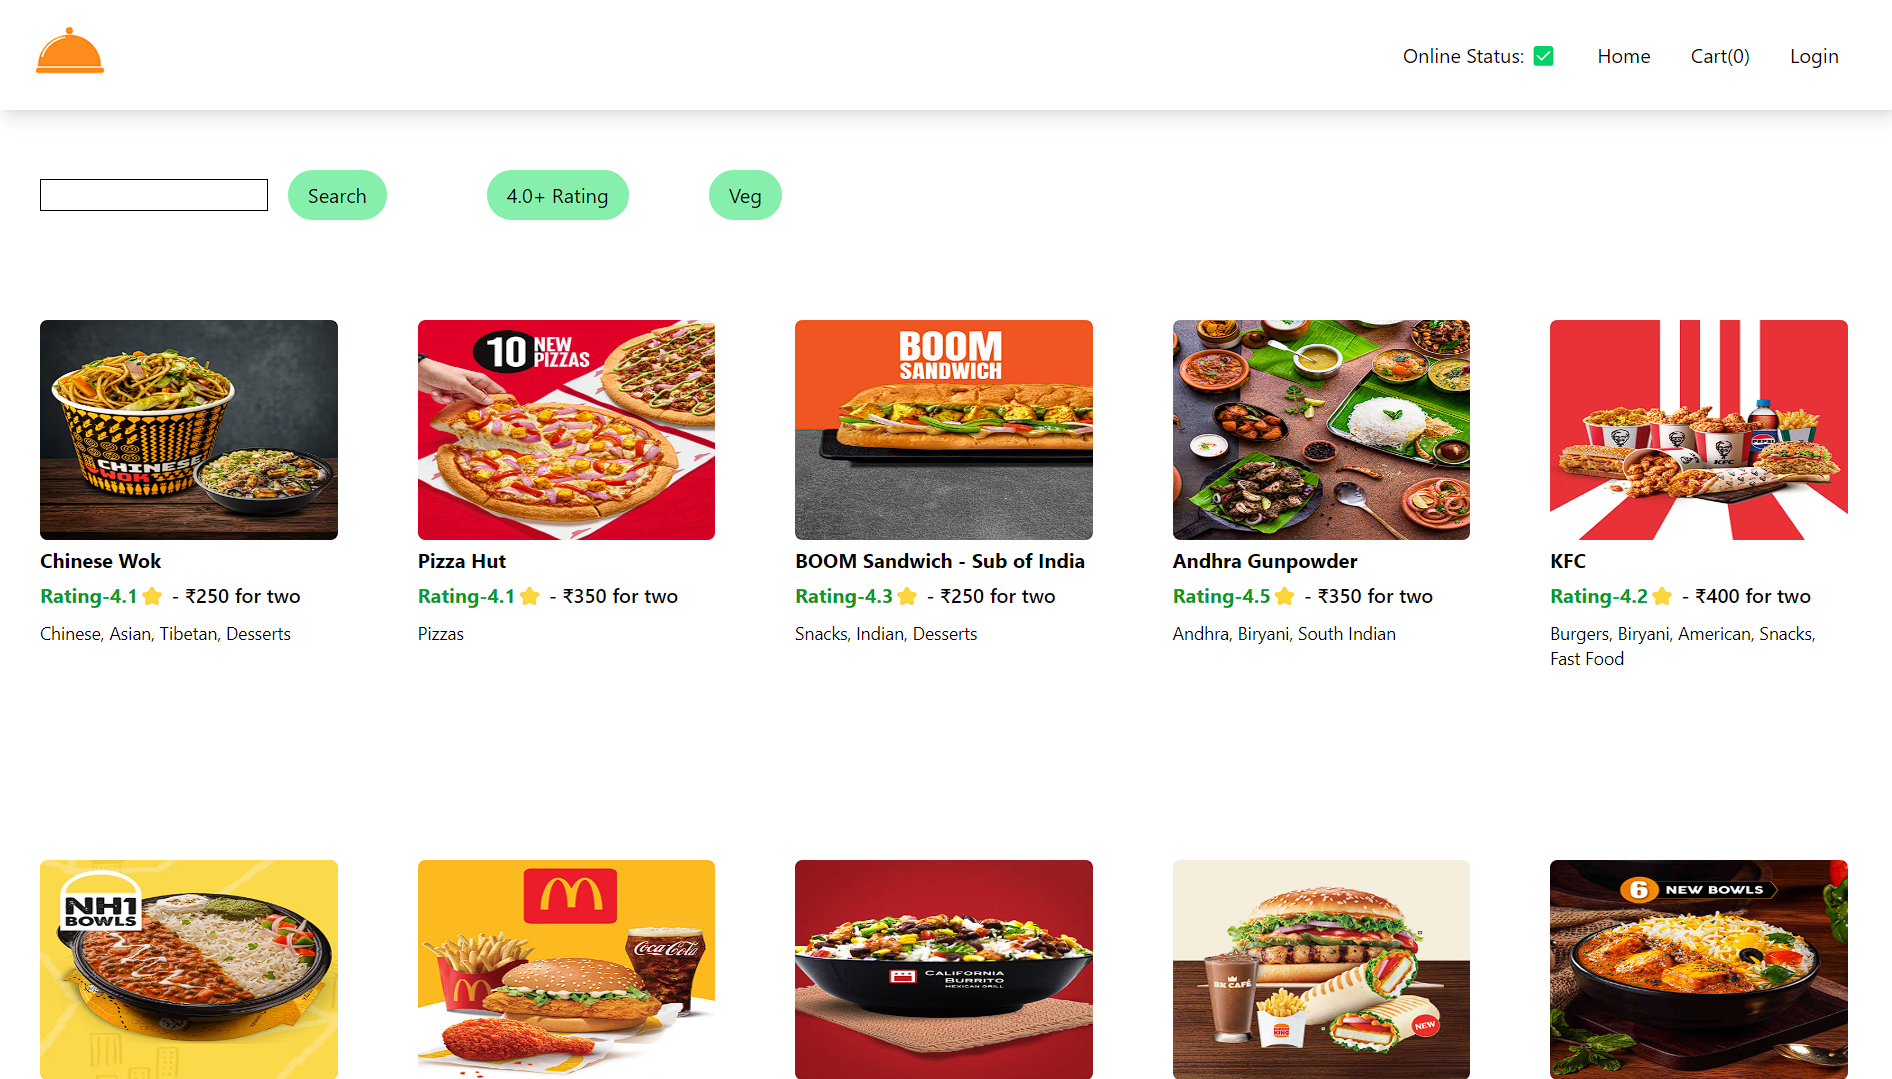 Online Status: ✅ Home Cart(0) Login
Search 4.0+ Rating Veg
CHINESE
WOK
10 NEW
PIZZAS
BOOM
SANDWICH
PEPSI
KFC
Chinese Wok
Rating-4.1⭐ - ₹250 for two
Chinese, Asian, Tibetan, Desserts
Pizza Hut
Rating-4.1⭐ - ₹350 for two
Pizzas
BOOM Sandwich - Sub of India
Rating-4.3⭐ - ₹250 for two
Snacks, Indian, Desserts
Andhra Gunpowder
Rating-4.5⭐ - ₹350 for two
Andhra, Biryani, South Indian
KFC
Rating-4.2⭐ - ₹400 for two
Burgers, Biryani, American, Snacks,
Fast Food
NH1
BOWLS
Coca-Cola
CALIFORNIA
BURRITO
MEXICAN GRILL
BK CAFÉ
BURGER
KING
NEW
6 NEW BOWLS